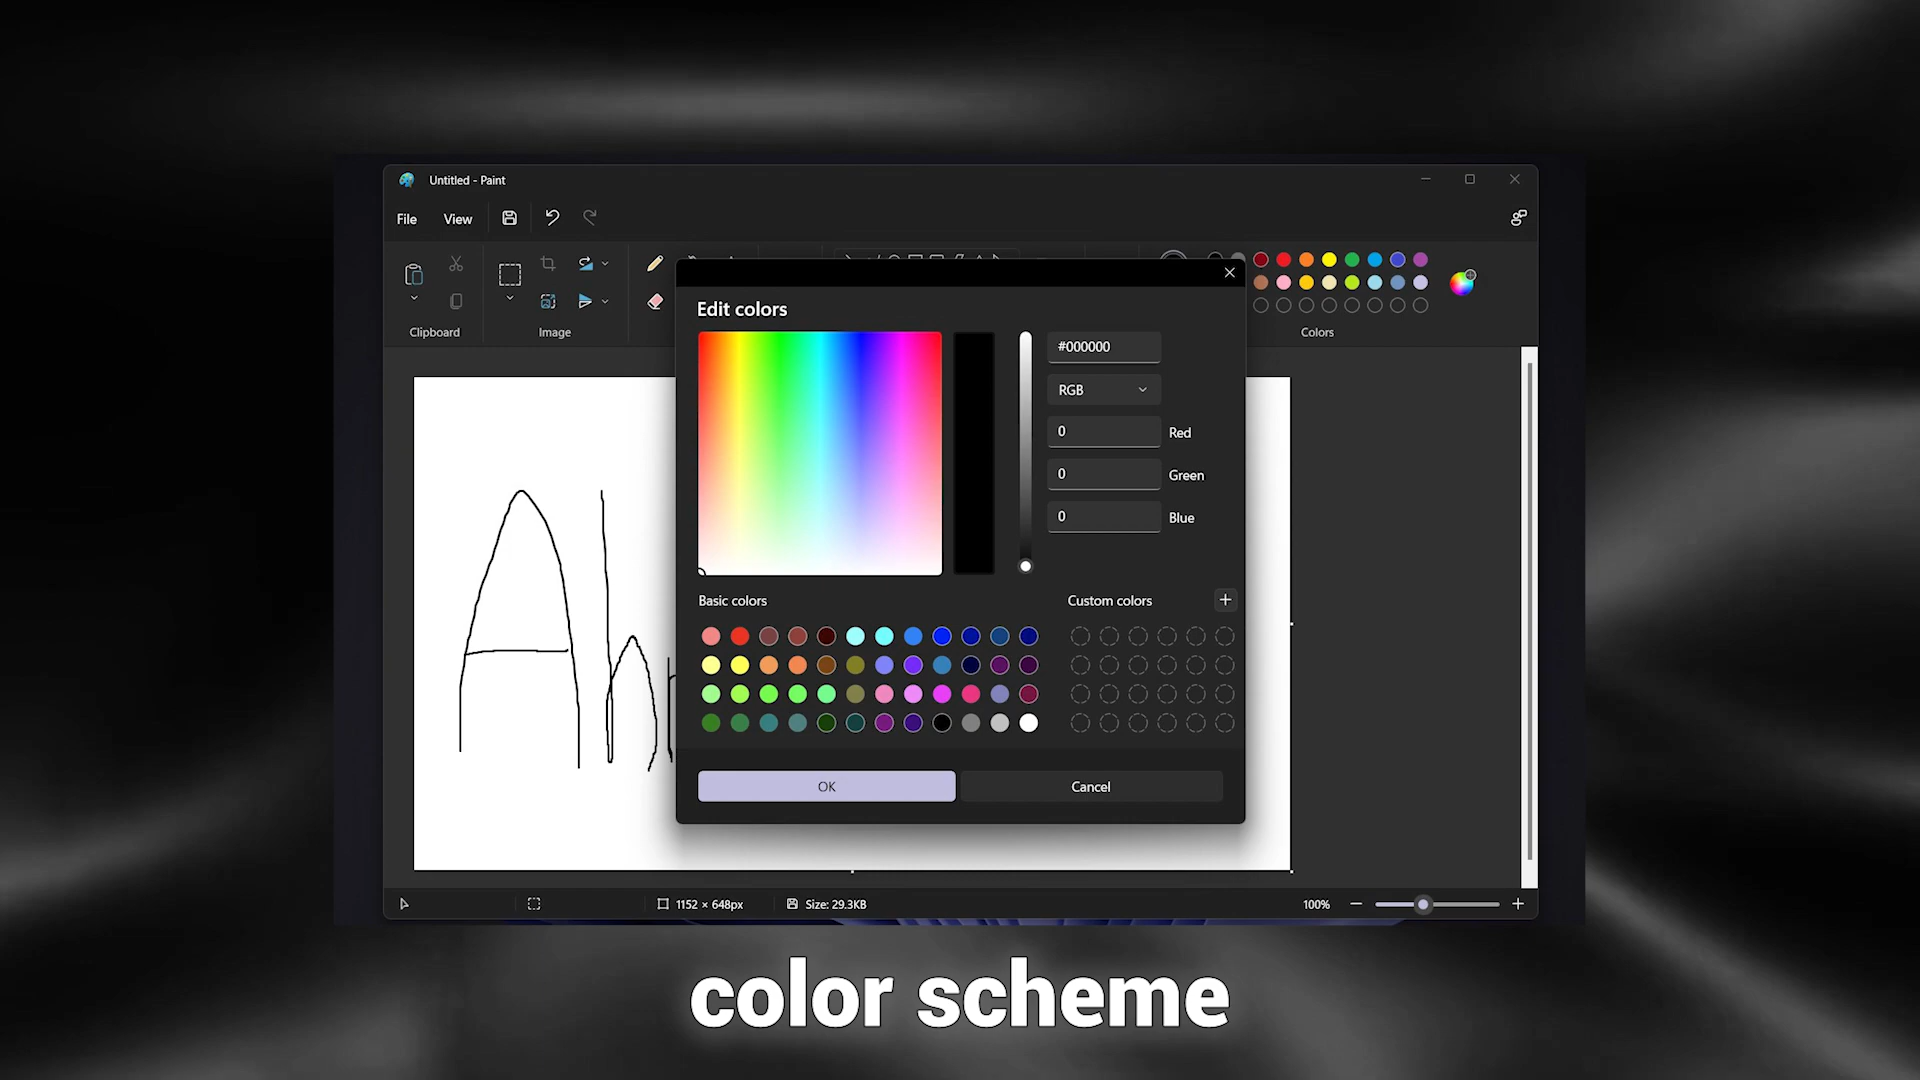 Untitled - Paint
File
View
Clipboard
Image
Colors
Edit colors
#000000
RGB
0
Red
0
Green
0
Blue
Basic colors
Custom colors
OK
Cancel
Ah
1152 × 648px
Size: 29.3KB
100%
color scheme